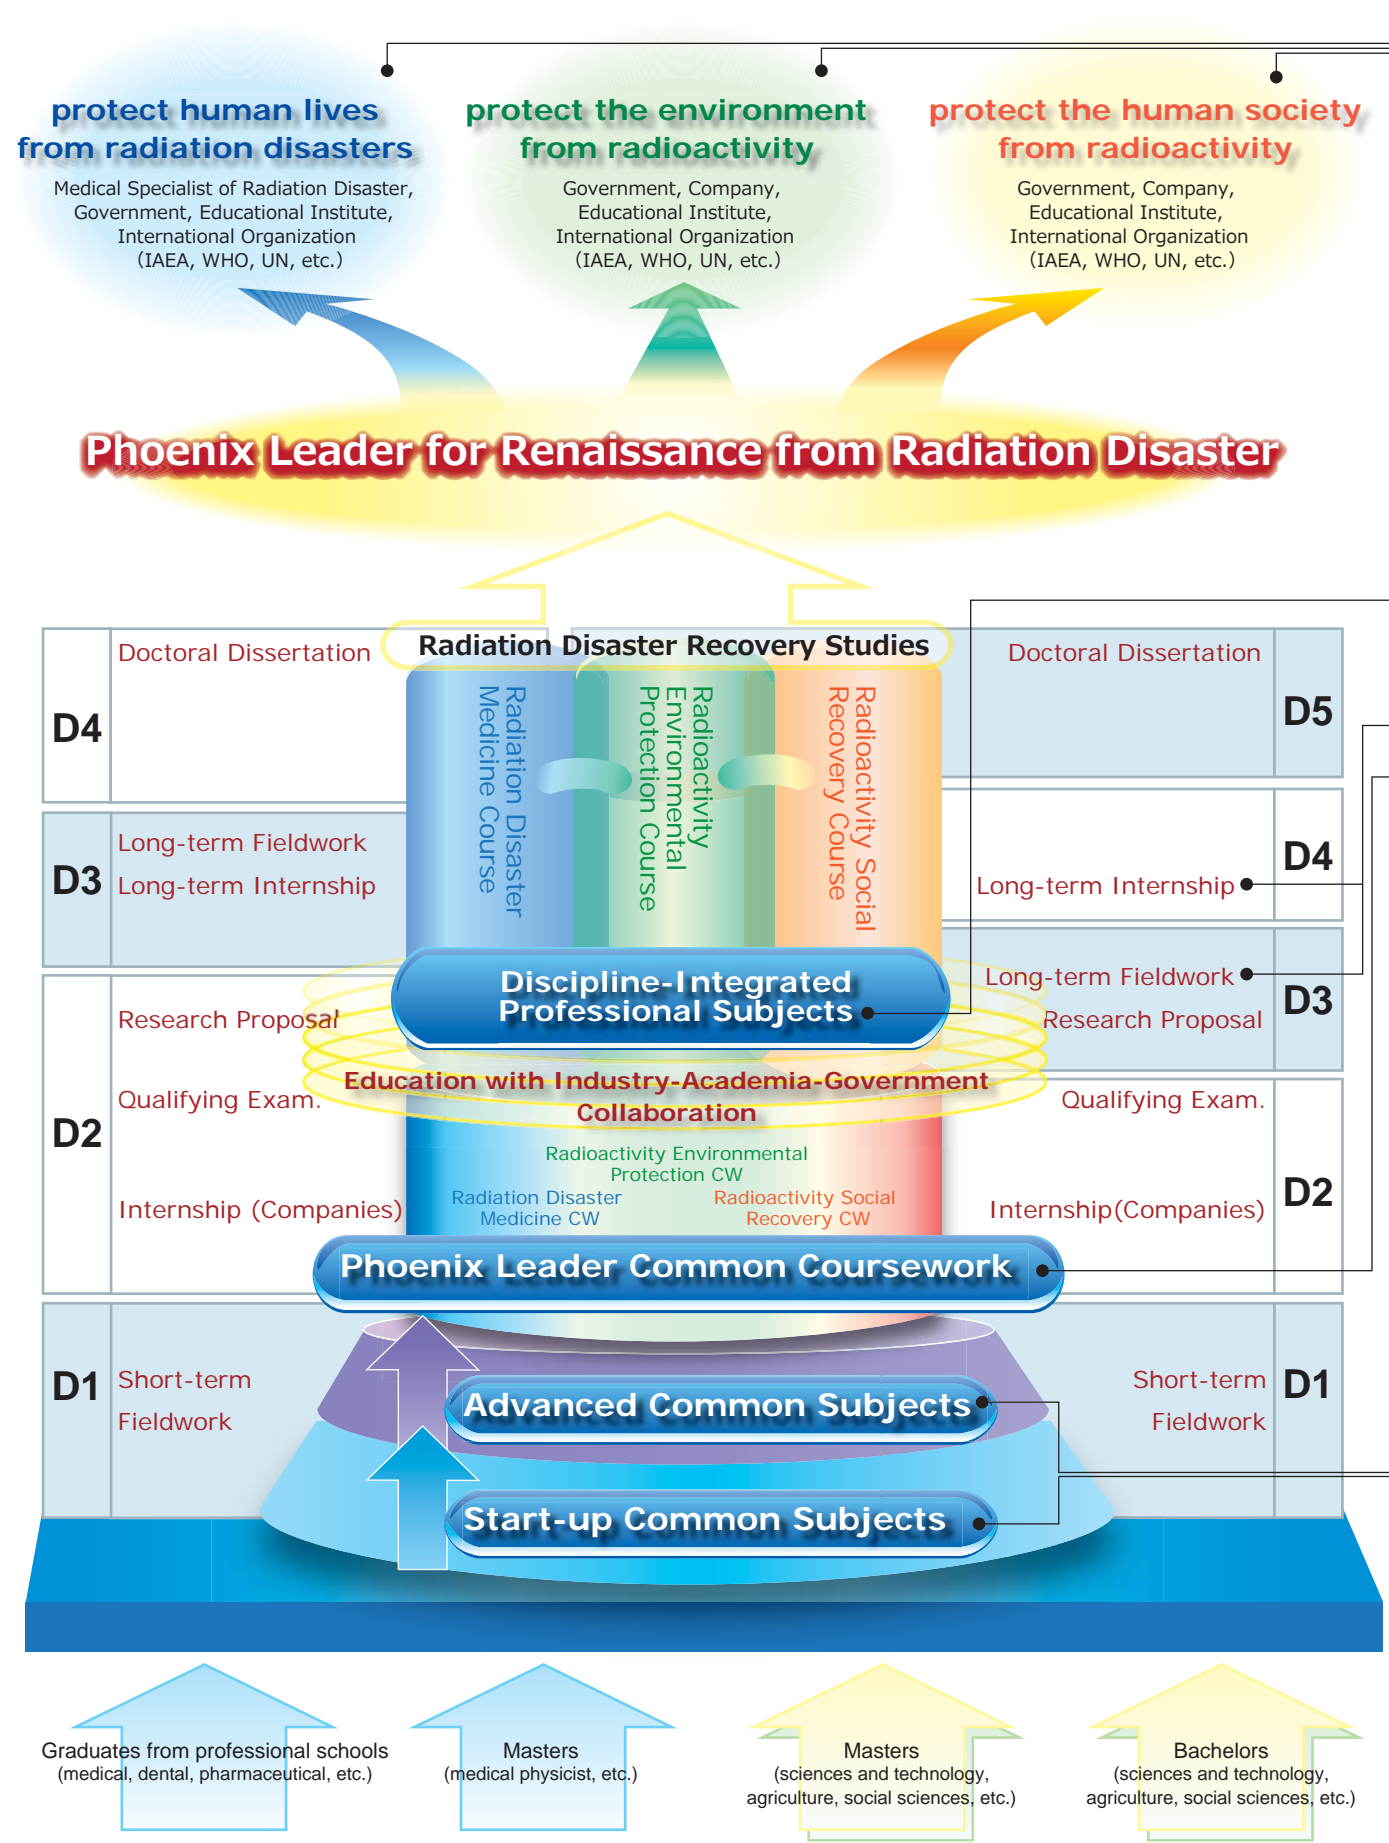 protect human lives
from radiation disasters
Medical Specialist of Radiation Disaster,
Government, Educational Institute,
International Organization
(IAEA, WHO, UN, etc.)
protect the environment
from radioactivity
Government, Company,
Educational Institute,
International Organization
(IAEA, WHO, UN, etc.)
protect the human society
from radioactivity
Government, Company,
Educational Institute,
International Organization
(IAEA, WHO, UN, etc.)
Phoenix Leader for Renaissance from Radiation Disaster
Radiation Disaster Recovery Studies
D4
Doctoral Dissertation
D3
Long-term Fieldwork
Long-term Internship
D2
Research Proposal
Qualifying Exam.
Internship (Companies)
D1
Short-term
Fieldwork
Radiation Disaster
Medicine Course
Radioactivity
Environmental
Protection Course
Radioactivity Social
Recovery Course
Discipline-Integrated
Professional Subjects
Education with Industry-Academia-Government
Collaboration
Radioactivity Environmental
Protection CW
Radiation Disaster
Medicine CW
Radioactivity Social
Recovery CW
Phoenix Leader Common Coursework
Advanced Common Subjects
Start-up Common Subjects
Doctoral Dissertation
D5
D4
Long-term Internship
Long-term Fieldwork
Research Proposal
D3
Qualifying Exam.
Internship(Companies)
D2
Short-term
Fieldwork
D1
Graduates from professional schools
(medical, dental, pharmaceutical, etc.)
Masters
(medical physicist, etc.)
Masters
(sciences and technology,
agriculture, social sciences, etc.)
Bachelors
(sciences and technology,
agriculture, social sciences, etc.)